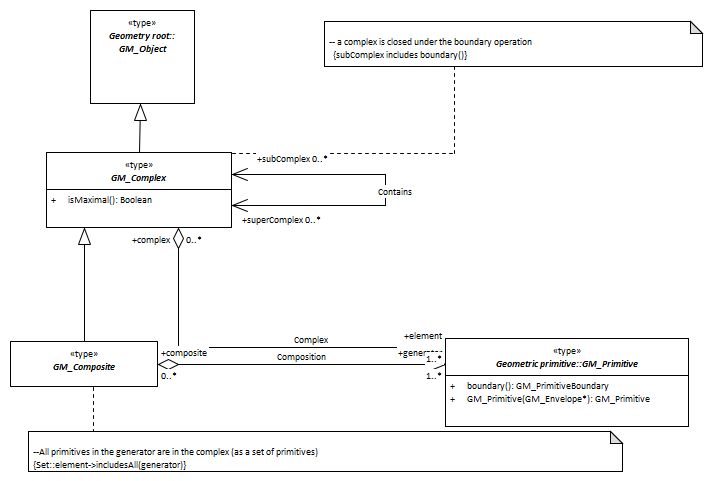 «type»
Geometry root::
GM_Object
-- a complex is closed under the boundary operation
{subComplex includes boundary()}
+subComplex 0..*
«type»
GM_Complex
+ isMaximal(): Boolean
Contains
+superComplex 0..*
+complex 0..*
Complex
+element
+composite
Composition
1..*
0..*
1..*
«type»
GM_Composite
«type»
Geometric primitive::GM_Primitive
+ boundary(): GM_PrimitiveBoundary
+ GM_Primitive(GM_Envelope*): GM_Primitive
--All primitives in the generator are in the complex (as a set of primitives)
{Set::element->includesAll(generator)}